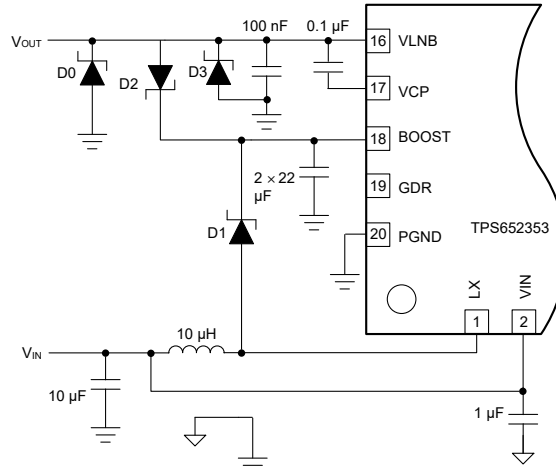 100 nF
0.1 µF
VOUT
16
VLNB
D0
D2
D3
17
VCP
18
BOOST
2 × 22
µF
19
GDR
D1
20
PGND
TPS652353
LX
VIN
10 µH
1
2
VIN
10 µF
1 µF